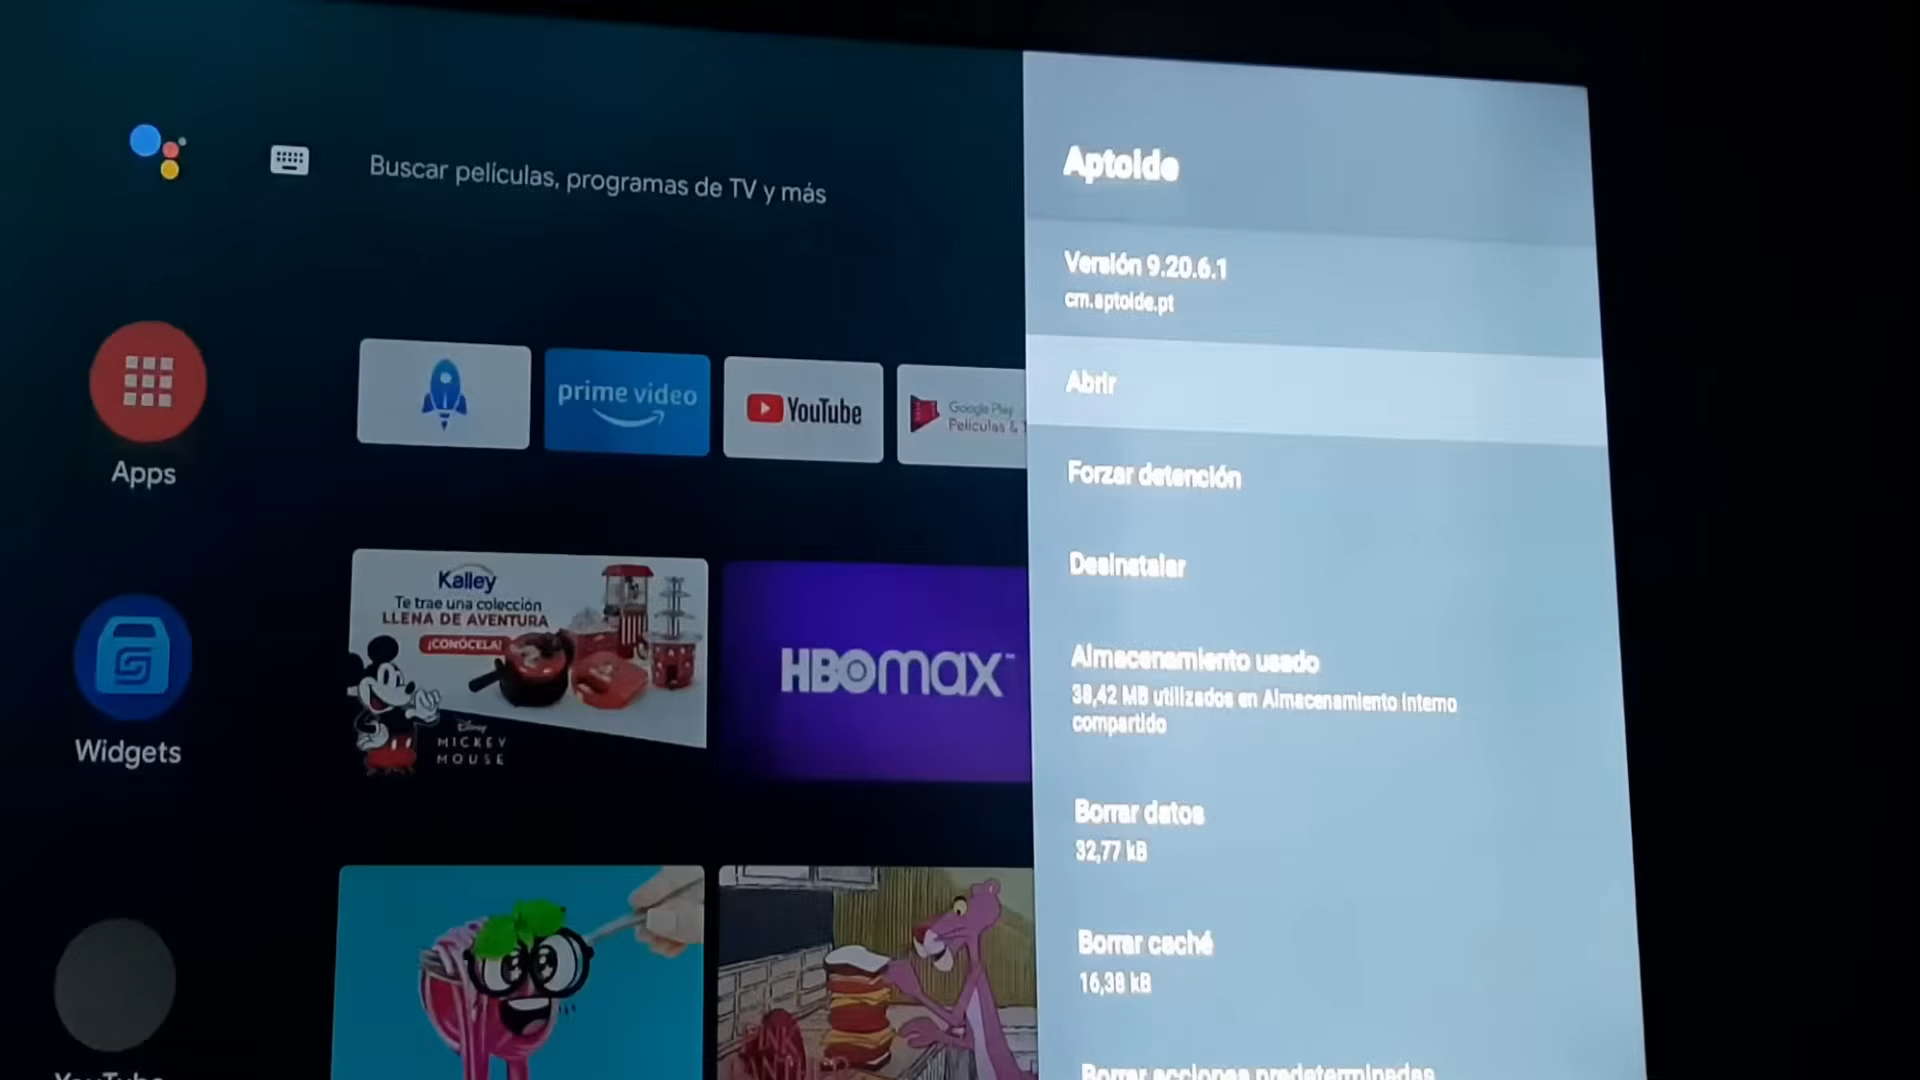 Buscar películas, programas de TV y más
Apps
prime video
YouTube
Google Play
Películas &
Kalley
Te trae una colección
LLENA DE AVENTURA
¡CONÓCELA!
Disney
MICKEY
MOUSE
HBOmax
Widgets
YouTube
Aptoide
Versión 9.20.6.1
cm.aptoide.pt
Abrir
Forzar detención
Desinstalar
Almacenamiento usado
38,42 MB utilizados en Almacenamiento interno
compartido
Borrar datos
32,77 kB
Borrar caché
16,38 kB
Borrar acciones predeterminadas